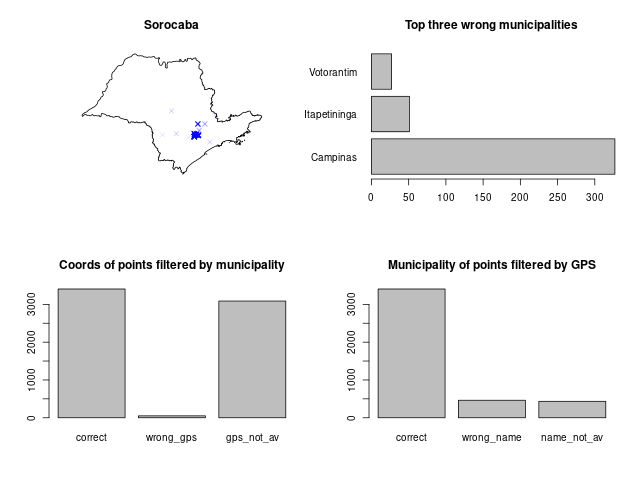 Sorocaba
Top three wrong municipalities
Votorantim
Itapetininga
Campinas
0 50 100 150 200 250 300
Coords of points filtered by municipality
3000
2000
1000
0
correct wrong_gps gps_not_av
Municipality of points filtered by GPS
3000
2000
1000
0
correct wrong_name name_not_av